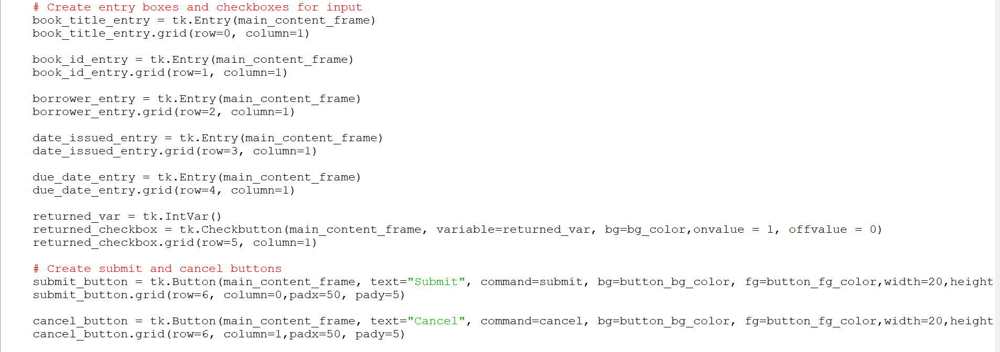 # Create entry boxes and checkboxes for input
book_title_entry = tk.Entry(main_content_frame)
book_title_entry.grid(row=0, column=1)

book_id_entry = tk.Entry(main_content_frame)
book_id_entry.grid(row=1, column=1)

borrower_entry = tk.Entry(main_content_frame)
borrower_entry.grid(row=2, column=1)

date_issued_entry = tk.Entry(main_content_frame)
date_issued_entry.grid(row=3, column=1)

due_date_entry = tk.Entry(main_content_frame)
due_date_entry.grid(row=4, column=1)

returned_var = tk.IntVar()
returned_checkbox = tk.Checkbutton(main_content_frame, variable=returned_var, bg=bg_color,onvalue = 1, offvalue = 0)
returned_checkbox.grid(row=5, column=1)

# Create submit and cancel buttons
submit_button = tk.Button(main_content_frame, text="Submit", command=submit, bg=button_bg_color, fg=button_fg_color,width=20,height
submit_button.grid(row=6, column=0,padx=50, pady=5)

cancel_button = tk.Button(main_content_frame, text="Cancel", command=cancel, bg=button_bg_color, fg=button_fg_color,width=20,height
cancel_button.grid(row=6, column=1,padx=50, pady=5)